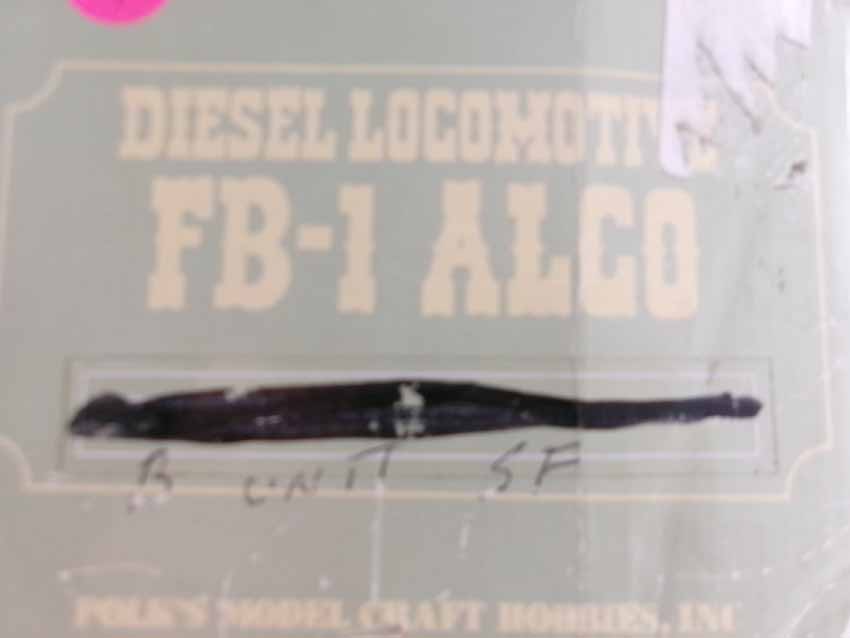 DIESEL LOCOMOTIVE
FB-1 ALCO
B UNIT SF
POLK'S MODEL CRAFT HOBBIES, INC